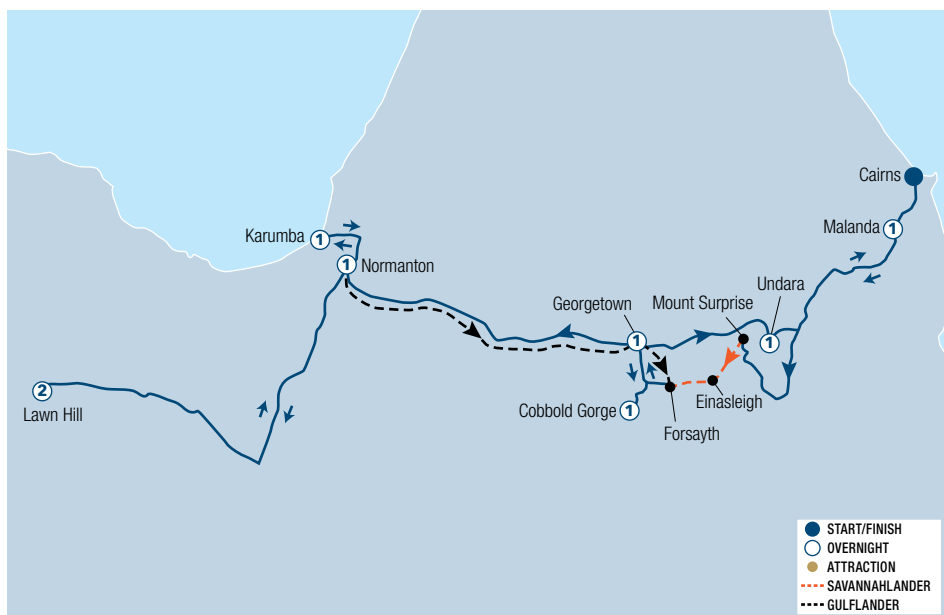 Cairns
Malanda
1
Karumba
1
1
Normanton
Undara
Mount Surprise
Georgetown
1
1
2
Lawn Hill
Einasleigh
Cobbold Gorge
1
Forsayth
START/FINISH
OVERNIGHT
ATTRACTION
SAVANNAHLANDER
GULFLANDER